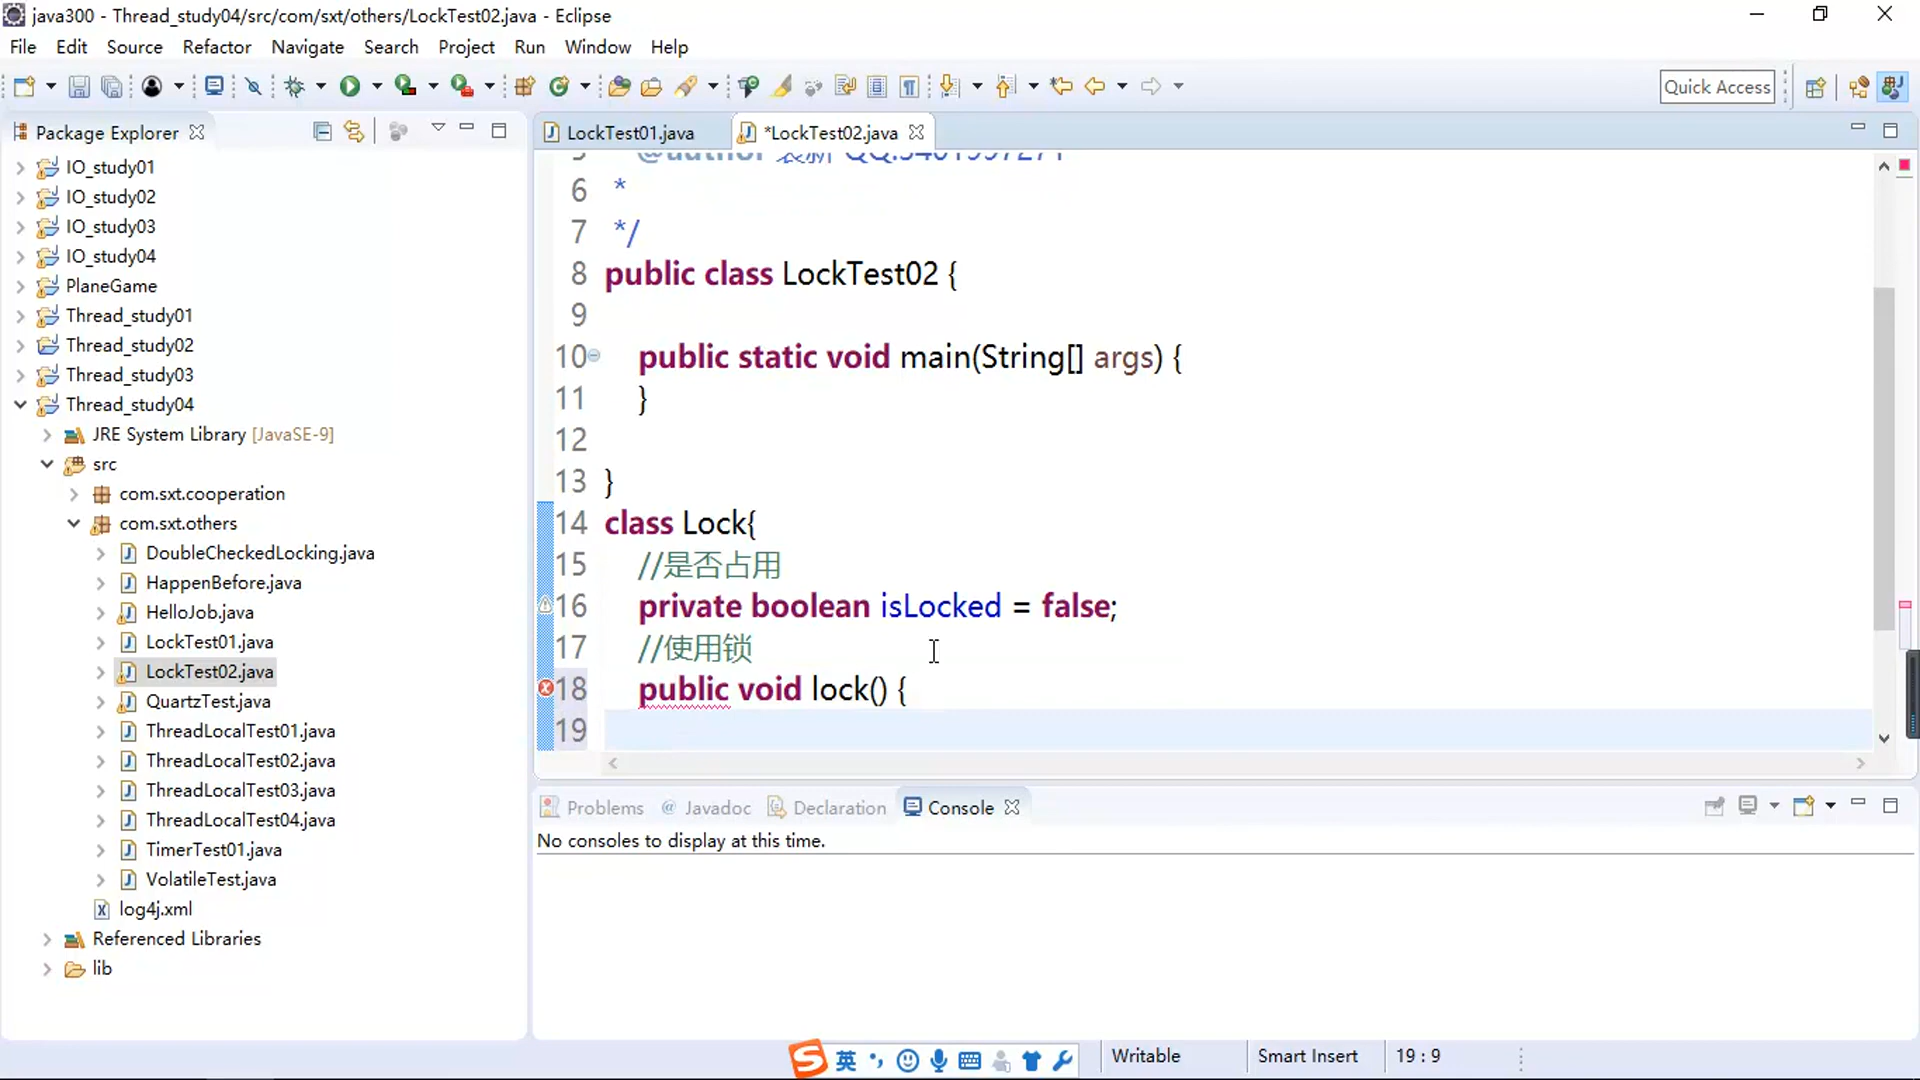 java300 - Thread_study04/src/com/sxt/others/LockTest02.java - Eclipse
File Edit Source Refactor Navigate Search Project Run Window Help
Quick Access
Package Explorer
IO_study01
IO_study02
IO_study03
IO_study04
PlaneGame
Thread_study01
Thread_study02
Thread_study03
Thread_study04
JRE System Library [JavaSE-9]
src
com.sxt.cooperation
com.sxt.others
DoubleCheckedLocking.java
HappenBefore.java
HelloJob.java
LockTest01.java
LockTest02.java
QuartzTest.java
ThreadLocalTest01.java
ThreadLocalTest02.java
ThreadLocalTest03.java
ThreadLocalTest04.java
TimerTest01.java
VolatileTest.java
log4j.xml
Referenced Libraries
lib
LockTest01.java *LockTest02.java
6 *
7 */
8 public class LockTest02 {
9
10 public static void main(String[] args) {
11 }
12
13 }
14 class Lock{
15 //是否占用
16 private boolean isLocked = false;
17 //使用锁
18 public void lock() {
19
Problems @ Javadoc Declaration Console
No consoles to display at this time.
英
Writable Smart Insert 19 : 9